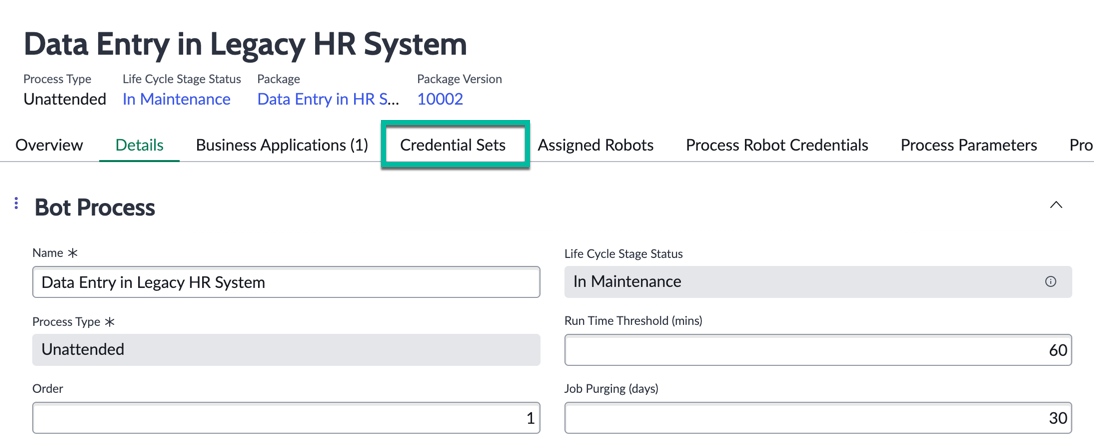 Data Entry in Legacy HR System
Process Type Life Cycle Stage Status Package Package Version
Unattended In Maintenance Data Entry in HR S... 10002
Overview Details Business Applications (1) Credential Sets Assigned Robots Process Robot Credentials Process Parameters Pro
Bot Process
Name * Life Cycle Stage Status
Data Entry in Legacy HR System In Maintenance
Process Type * Run Time Threshold (mins)
Unattended 60
Order Job Purging (days)
1 30